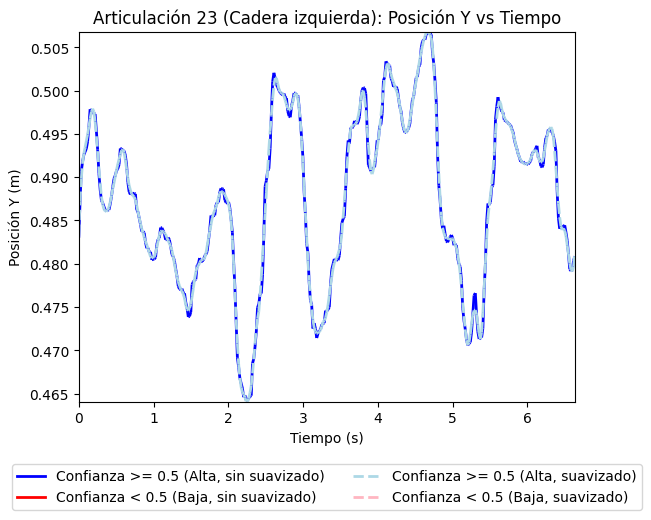 Articulación 23 (Cadera izquierda): Posición Y vs Tiempo
0.505
0.500
0.495
0.490
0.485
0.480
0.475
0.470
0.465
Posición Y (m)
0 1 2 3 4 5 6
Tiempo (s)
Confianza >= 0.5 (Alta, sin suavizado)
Confianza < 0.5 (Baja, sin suavizado)
Confianza >= 0.5 (Alta, suavizado)
Confianza < 0.5 (Baja, suavizado)